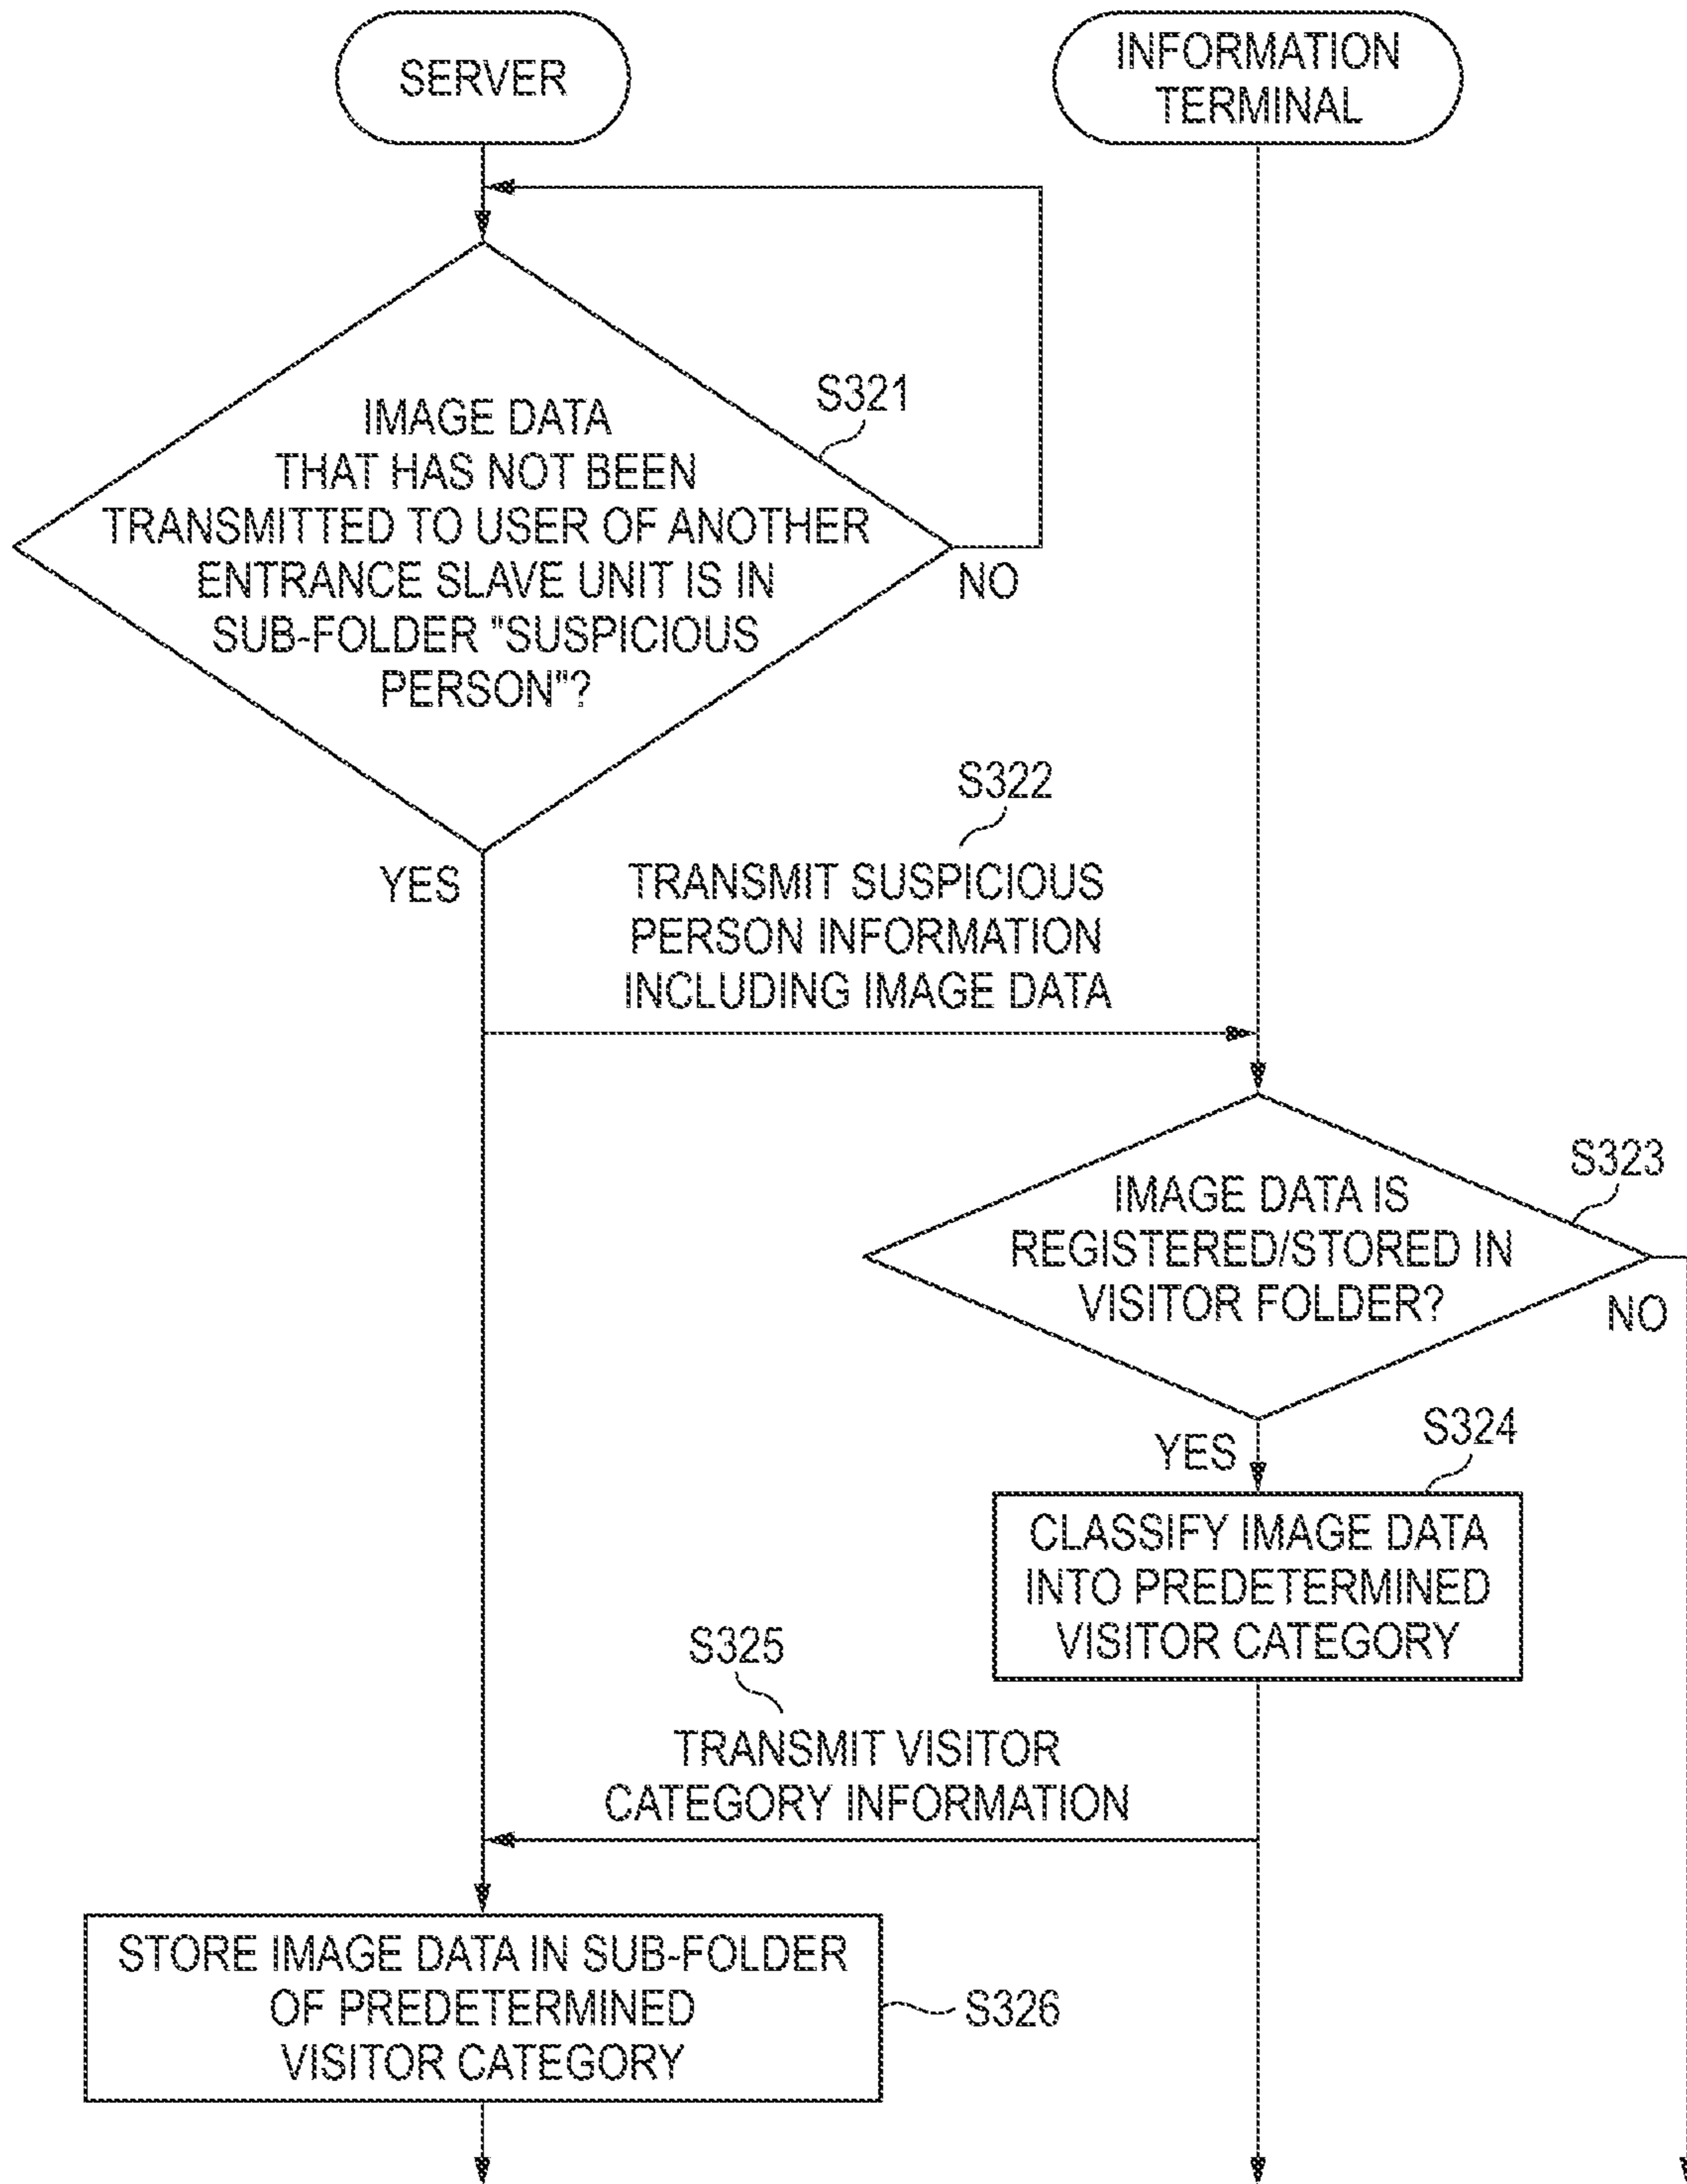 SERVER
INFORMATION
TERMINAL
S321
IMAGE DATA
THAT HAS NOT BEEN
TRANSMITTED TO USER OF ANOTHER
ENTRANCE SLAVE UNIT IS IN
SUB-FOLDER "SUSPICIOUS
PERSON"?
NO
YES
S322
TRANSMIT SUSPICIOUS
PERSON INFORMATION
INCLUDING IMAGE DATA
S323
IMAGE DATA IS
REGISTERED/STORED IN
VISITOR FOLDER?
NO
YES
S324
CLASSIFY IMAGE DATA
INTO PREDETERMINED
VISITOR CATEGORY
S325
TRANSMIT VISITOR
CATEGORY INFORMATION
STORE IMAGE DATA IN SUB-FOLDER
OF PREDETERMINED
VISITOR CATEGORY
S326